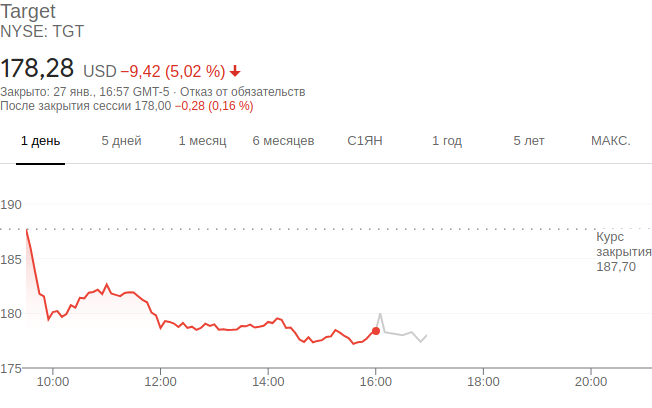 Target
NYSE: TGT
178,28 USD −9,42 (5,02 %)
Закрыто: 27 янв., 16:57 GMT-5 · Отказ от обязательств
После закрытия сессии 178,00 −0,28 (0,16 %)
1 день 5 дней 1 месяц 6 месяцев С1ЯН 1 год 5 лет МАКС.
190
Курс
закрытия
187,70
185
180
175
10:00 12:00 14:00 16:00 18:00 20:00